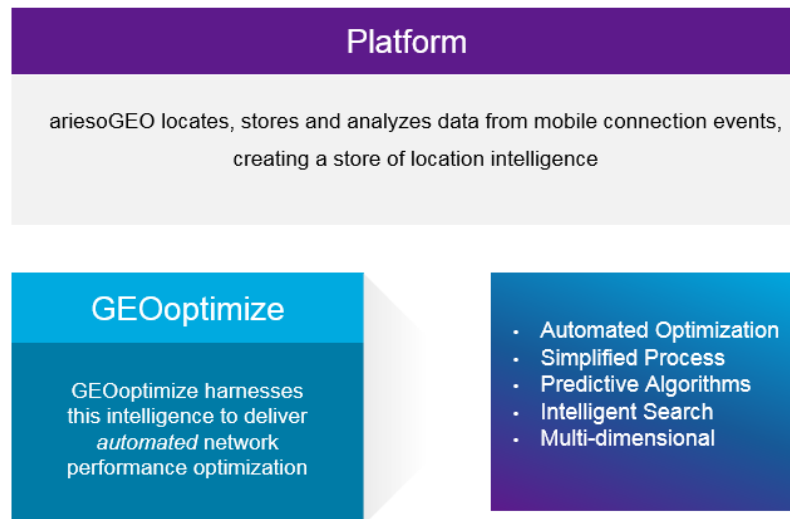 Platform
ariesoGEO locates, stores and analyzes data from mobile connection events,
creating a store of location intelligence
GEOoptimize
GEOoptimize harnesses
this intelligence to deliver
automated network
performance optimization
• Automated Optimization
• Simplified Process
• Predictive Algorithms
• Intelligent Search
• Multi-dimensional